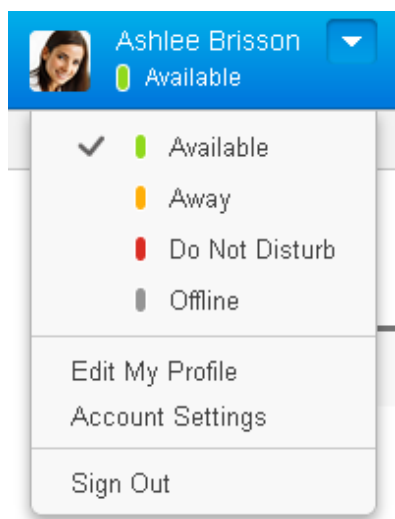 Ashlee Brisson
Available
Available
Away
Do Not Disturb
Offline
Edit My Profile
Account Settings
Sign Out